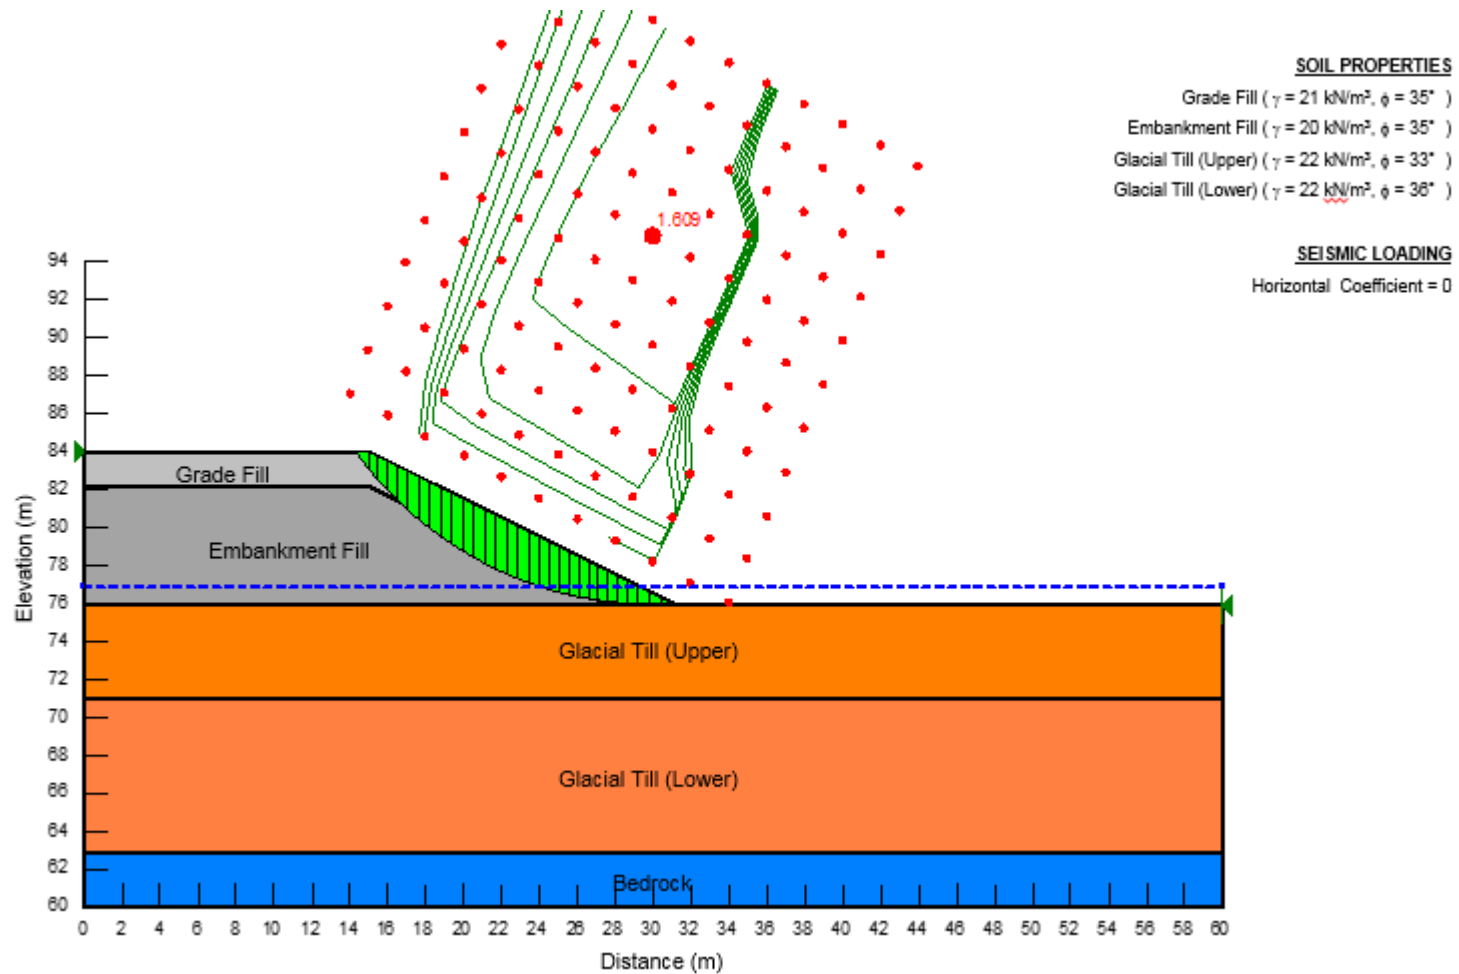 SOIL PROPERTIES
Grade Fill ( γ = 21 kN/m³, ϕ = 35° )
Embankment Fill ( γ = 20 kN/m³, ϕ = 35° )
Glacial Till (Upper) ( γ = 22 kN/m³, ϕ = 33° )
Glacial Till (Lower) ( γ = 22 kN/m³, ϕ = 36° )
SEISMIC LOADING
Horizontal Coefficient = 0
1.609
94
92
90
88
86
84
82
80
78
76
74
72
70
68
66
64
62
60
Elevation (m)
Grade Fill
Embankment Fill
Glacial Till (Upper)
Glacial Till (Lower)
Bedrock
0 2 4 6 8 10 12 14 16 18 20 22 24 26 28 30 32 34 36 38 40 42 44 46 48 50 52 54 56 58 60
Distance (m)